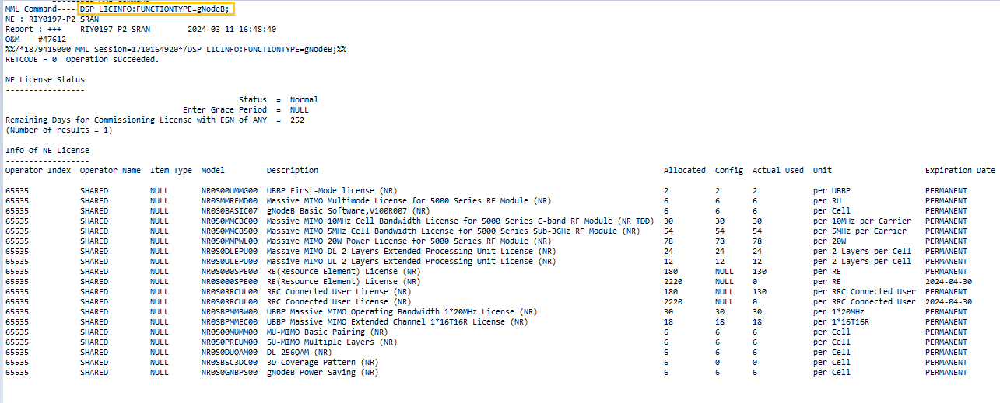 MML Command-----DSP LICINFO:FUNCTIONTYPE=gNodeB;
NE : RIY0197-P2_SRAN
Report : +++    RIY0197-P2_SRAN        2024-03-11 16:48:40
O&M    #47612
%%/*1879415000 MML Session=1710164920*/DSP LICINFO:FUNCTIONTYPE=gNodeB;%%
RETCODE = 0  Operation succeeded.
NE License Status
-----------------
Status  =  Normal
Enter Grace Period  =  NULL
Remaining Days for Commissioning License with ESN of ANY  =  252
(Number of results = 1)
Info of NE License
------------------
Operator Index  Operator Name  Item Type  Model         Description  Allocated  Config  Actual Used  Unit  Expiration Date
65535  SHARED  NULL  NR0S00UMMG00  UBBP First-Mode license (NR)  2  2  2  per UBBP  PERMANENT
65535  SHARED  NULL  NR0SMMRFMD00  Massive MIMO Multimode License for 5000 Series RF Module (NR)  6  6  6  per RU  PERMANENT
65535  SHARED  NULL  NR0S0BASIC07  gNodeB Basic Software,V100R007 (NR)  6  6  6  per Cell  PERMANENT
65535  SHARED  NULL  NR0SMMCBC00  Massive MIMO 10MHz Cell Bandwidth License for 5000 Series C-band RF Module (NR TDD)  30  30  30  per 10MHz per Carrier  PERMANENT
65535  SHARED  NULL  NR0SMMCBS00  Massive MIMO 5MHz Cell Bandwidth License for 5000 Series Sub-3GHz RF Module (NR)  54  54  54  per 5MHz per Carrier  PERMANENT
65535  SHARED  NULL  NR0SMMPWL00  Massive MIMO 20W Power License for 5000 Series RF Module (NR)  78  78  78  per 20W  PERMANENT
65535  SHARED  NULL  NR0S0DLEPU00  Massive MIMO DL 2-Layers Extended Processing Unit License (NR)  24  24  24  per 2 Layers per Cell  PERMANENT
65535  SHARED  NULL  NR0S0ULEPU00  Massive MIMO UL 2-Layers Extended Processing Unit License (NR)  12  12  12  per 2 Layers per Cell  PERMANENT
65535  SHARED  NULL  NR0S000SPE00  RE(Resource Element) License (NR)  180  NULL  130  per RE  PERMANENT
65535  SHARED  NULL  NR0S000SPE00  RE(Resource Element) License (NR)  2220  NULL  0  per RE  2024-04-30
65535  SHARED  NULL  NR0S0RRCUL00  RRC Connected User License (NR)  180  NULL  130  per RRC Connected User  PERMANENT
65535  SHARED  NULL  NR0S0RRCUL00  RRC Connected User License (NR)  2220  NULL  0  per RRC Connected User  2024-04-30
65535  SHARED  NULL  NR0SBPMMBW00  UBBP Massive MIMO Operating Bandwidth 1*20MHz License (NR)  30  30  30  per 1*20MHz  PERMANENT
65535  SHARED  NULL  NR0SBPMMEC00  UBBP Massive MIMO Extended Channel 1*16T16R License (NR)  18  18  18  per 1*16T16R  PERMANENT
65535  SHARED  NULL  NR0S00MUMM00  MU-MIMO Basic Pairing (NR)  6  6  6  per Cell  PERMANENT
65535  SHARED  NULL  NR0S0PREUM00  SU-MIMO Multiple Layers (NR)  6  6  6  per Cell  PERMANENT
65535  SHARED  NULL  NR0S0DUQAM00  DL 256QAM (NR)  6  6  6  per Cell  PERMANENT
65535  SHARED  NULL  NR0SBSC3DC00  3D Coverage Pattern (NR)  6  0  0  per Cell  PERMANENT
65535  SHARED  NULL  NR0S0GNBPS00  gNodeB Power Saving (NR)  6  6  6  per Cell  PERMANENT